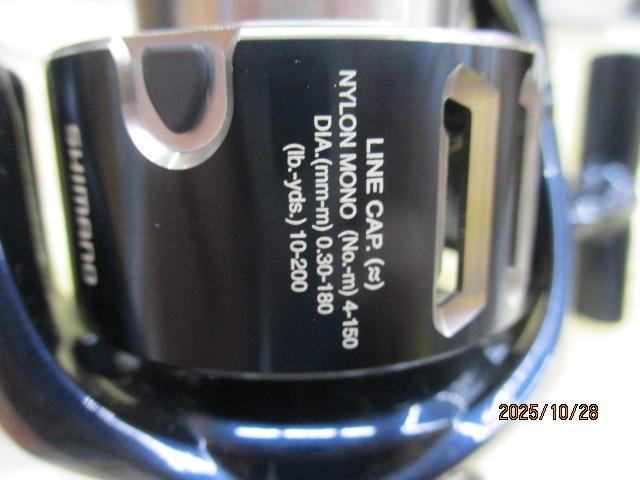 SHIMANO
LINE CAP. (≈)
NYLON MONO (No.-m) 4-150
DIA.(mm-m) 0.30-180
(lb.-yds.) 10-200
2025/10/28